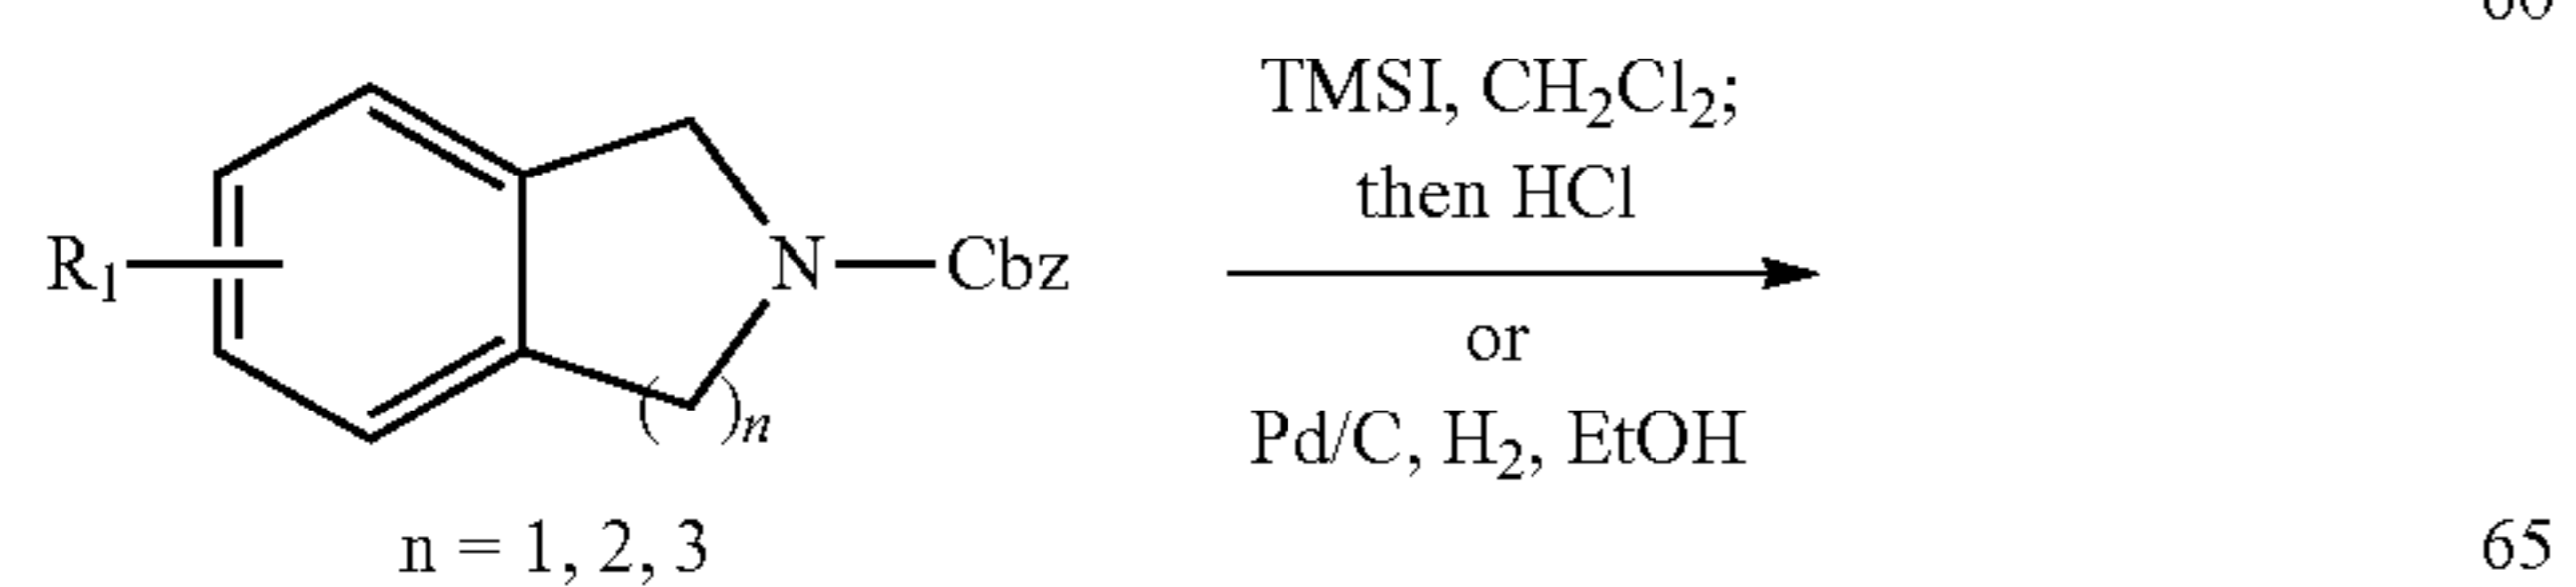 TMSI, CH2Cl2;
then HCl
R1
N
Cbz
or
( )n
Pd/C, H2, EtOH
n = 1, 2, 3
65